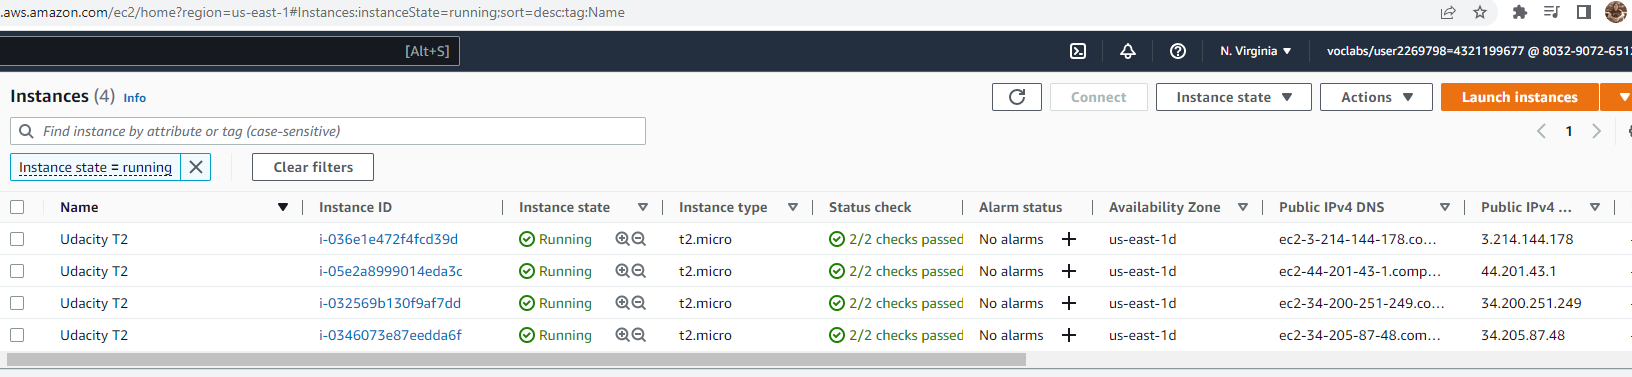 .aws.amazon.com/ec2/home?region=us-east-1#Instances:instanceState=running;sort=desc:tag:Name
[Alt+S] N. Virginia voclabs/user2269798=4321199677 @ 8032-9072-651
Instances (4) Info Connect Instance state Actions Launch instances
Find instance by attribute or tag (case-sensitive) 1
Instance state = running Clear filters
Name Instance ID Instance state Instance type Status check Alarm status Availability Zone Public IPv4 DNS Public IPv4 ...
Udacity T2 i-036e1e472f4fcd39d Running t2.micro 2/2 checks passed No alarms us-east-1d ec2-3-214-144-178.co... 3.214.144.178
Udacity T2 i-05e2a8999014eda3c Running t2.micro 2/2 checks passed No alarms us-east-1d ec2-44-201-43-1.comp... 44.201.43.1
Udacity T2 i-032569b130f9af7dd Running t2.micro 2/2 checks passed No alarms us-east-1d ec2-34-200-251-249.co... 34.200.251.249
Udacity T2 i-0346073e87eedda6f Running t2.micro 2/2 checks passed No alarms us-east-1d ec2-34-205-87-48.com... 34.205.87.48